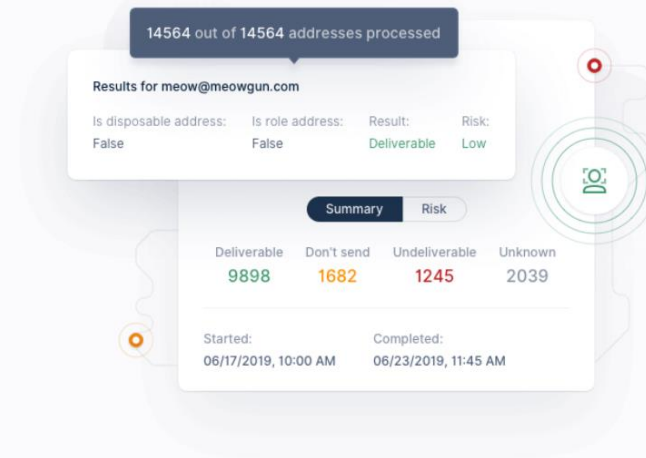 14564 out of 14564 addresses processed
Results for meow@meowgun.com
Is disposable address: Is role address: Result: Risk:
False False Deliverable Low
Summary Risk
Deliverable Don't send Undeliverable Unknown
9898 1682 1245 2039
Started: Completed:
06/17/2019, 10:00 AM 06/23/2019, 11:45 AM